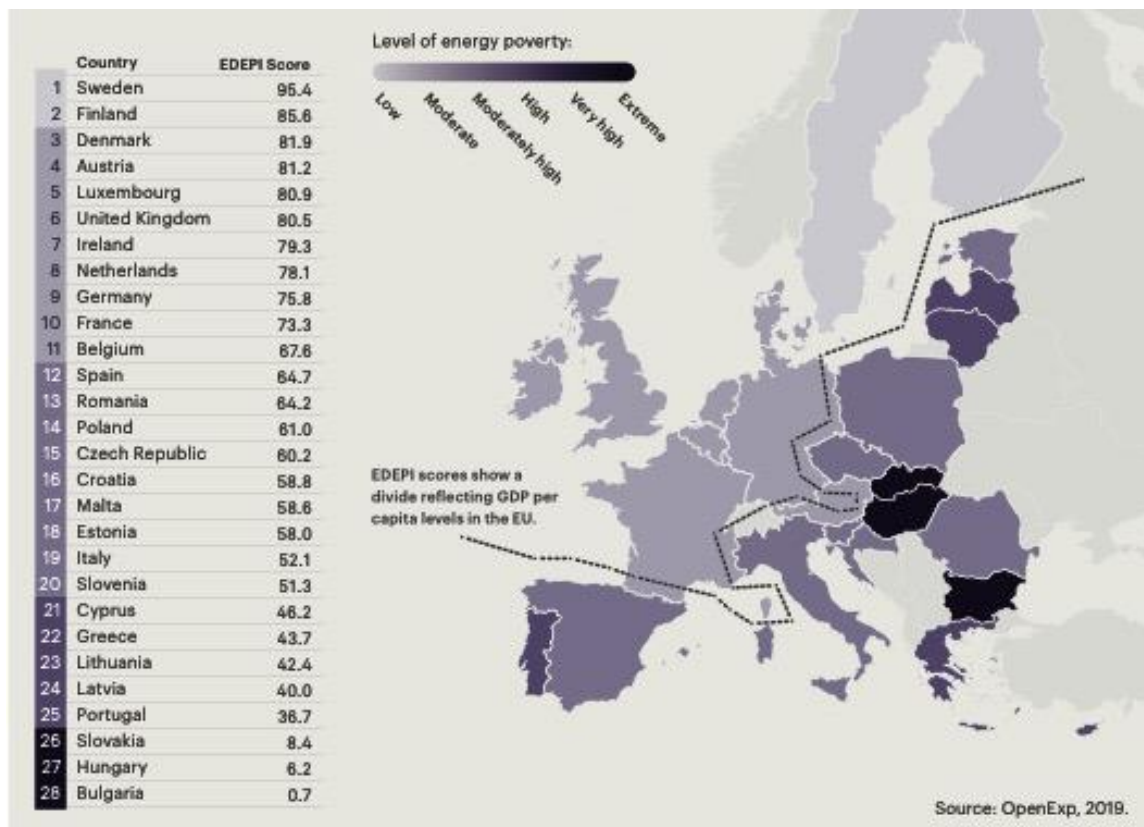 Country EDEPI Score
1 Sweden 95.4
2 Finland 85.6
3 Denmark 81.9
4 Austria 81.2
5 Luxembourg 80.9
6 United Kingdom 80.5
7 Ireland 79.3
8 Netherlands 78.1
9 Germany 75.8
10 France 73.3
11 Belgium 67.6
12 Spain 64.7
13 Romania 64.2
14 Poland 61.0
15 Czech Republic 60.2
16 Croatia 58.8
17 Malta 58.6
18 Estonia 58.0
19 Italy 52.1
20 Slovenia 51.3
21 Cyprus 46.2
22 Greece 43.7
23 Lithuania 42.4
24 Latvia 40.0
25 Portugal 36.7
26 Slovakia 8.4
27 Hungary 6.2
28 Bulgaria 0.7
Level of energy poverty:
Low
Moderate
Moderately high
High
Very high
Extreme
EDEPI scores show a
divide reflecting GDP per
capita levels in the EU.
Source: OpenExp, 2019.